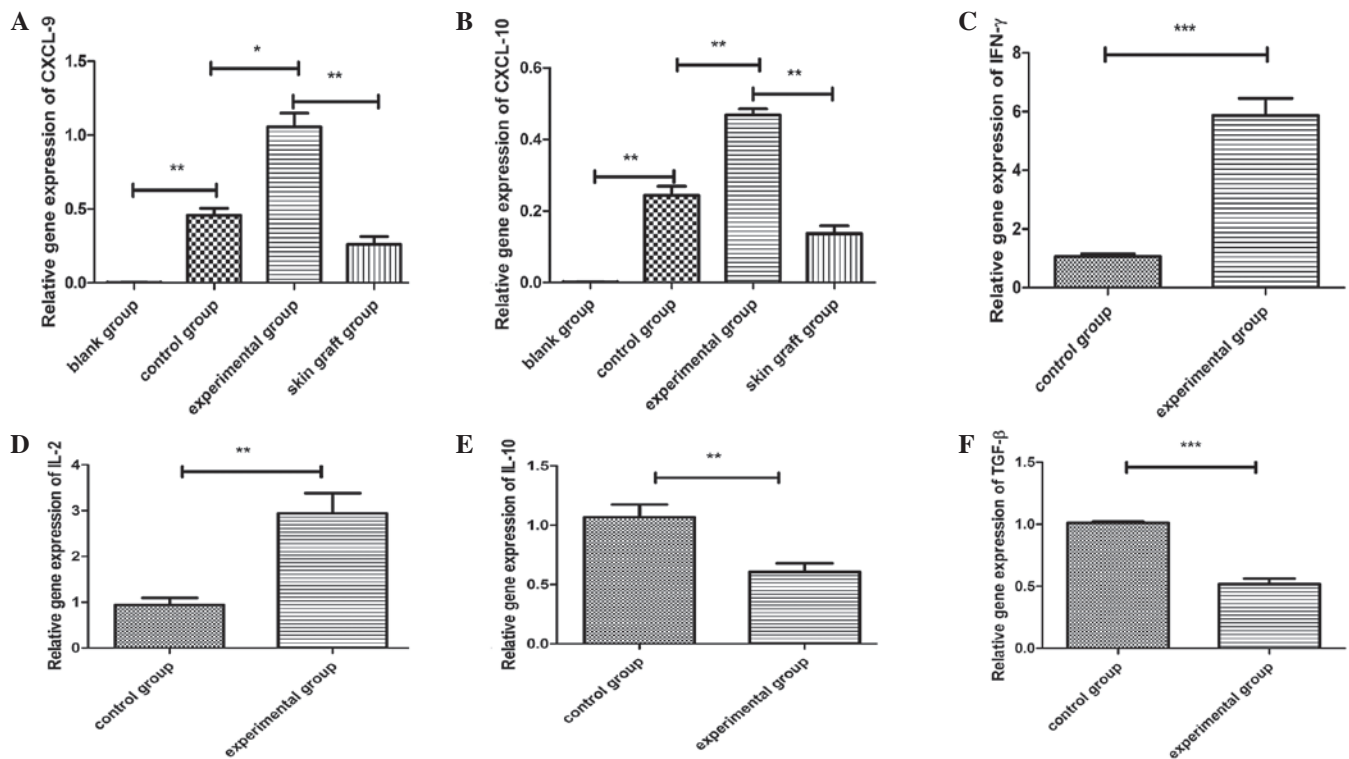 A
Relative gene expression of CXCL-9
1.5
1.0
0.5
0.0
*
**
**
blank group
control group
experimental group
skin graft group
B
Relative gene expression of CXCL-10
0.6
0.4
0.2
0.0
**
**
**
blank group
control group
experimental group
skin graft group
C
Relative gene expression of IFN-γ
8
6
4
2
0
***
control group
experimental group
D
Relative gene expression of IL-2
4
3
2
1
0
**
control group
experimental group
E
Relative gene expression of IL-10
1.5
1.0
0.5
0.0
**
control group
experimental group
F
Relative gene expression of TGF-β
1.5
1.0
0.5
0.0
***
control group
experimental group